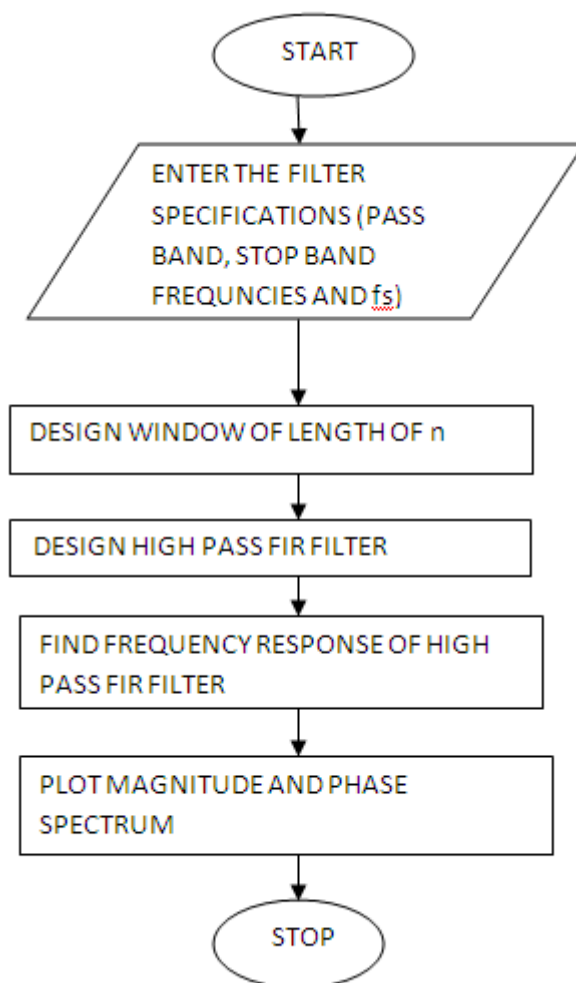 START
ENTER THE FILTER
SPECIFICATIONS (PASS
BAND, STOP BAND
FREQUNCIES AND fs)
DESIGN WINDOW OF LENGTH OF n
DESIGN HIGH PASS FIR FILTER
FIND FREQUENCY RESPONSE OF HIGH
PASS FIR FILTER
PLOT MAGNITUDE AND PHASE
SPECTRUM
STOP